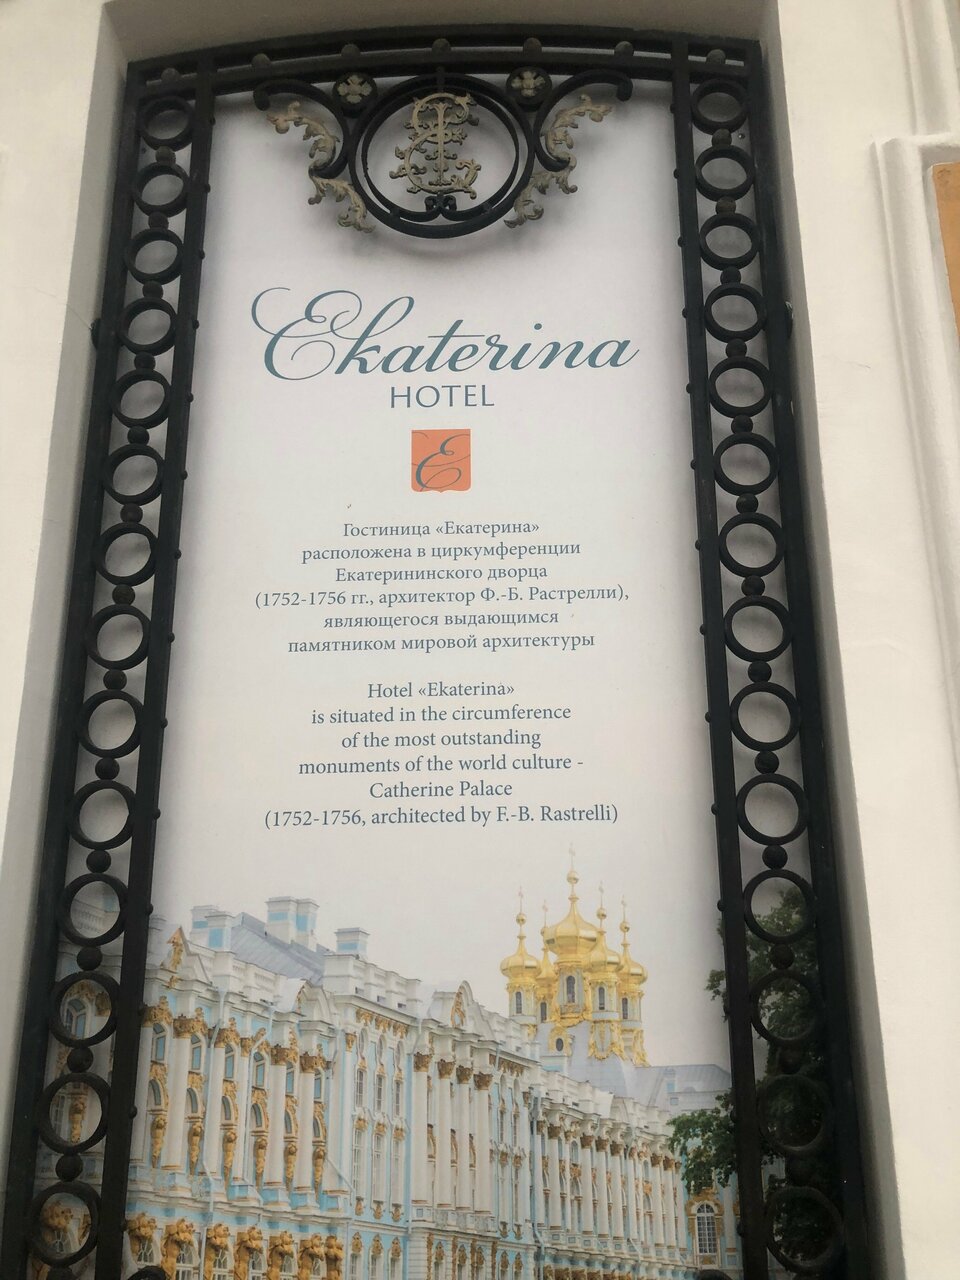 Ekaterina
HOTEL
E
Гостиница «Екатерина»
расположена в циркумференции
Екатерининского дворца
(1752-1756 гг., архитектор Ф.-Б. Растрелли),
являющегося выдающимся
памятником мировой архитектуры
Hotel «Ekaterina»
is situated in the circumference
of the most outstanding
monuments of the world culture -
Catherine Palace
(1752-1756, architected by F.-B. Rastrelli)